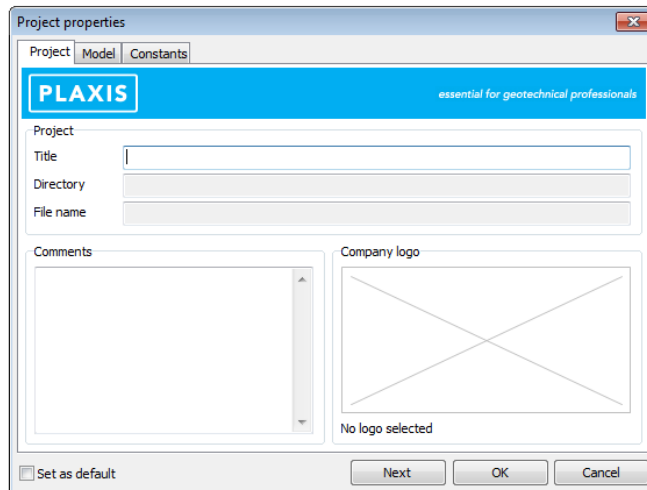 Project properties
Project Model Constants
PLAXIS essential for geotechnical professionals
Project
Title
Directory
File name
Comments Company logo
No logo selected
Set as default Next OK Cancel